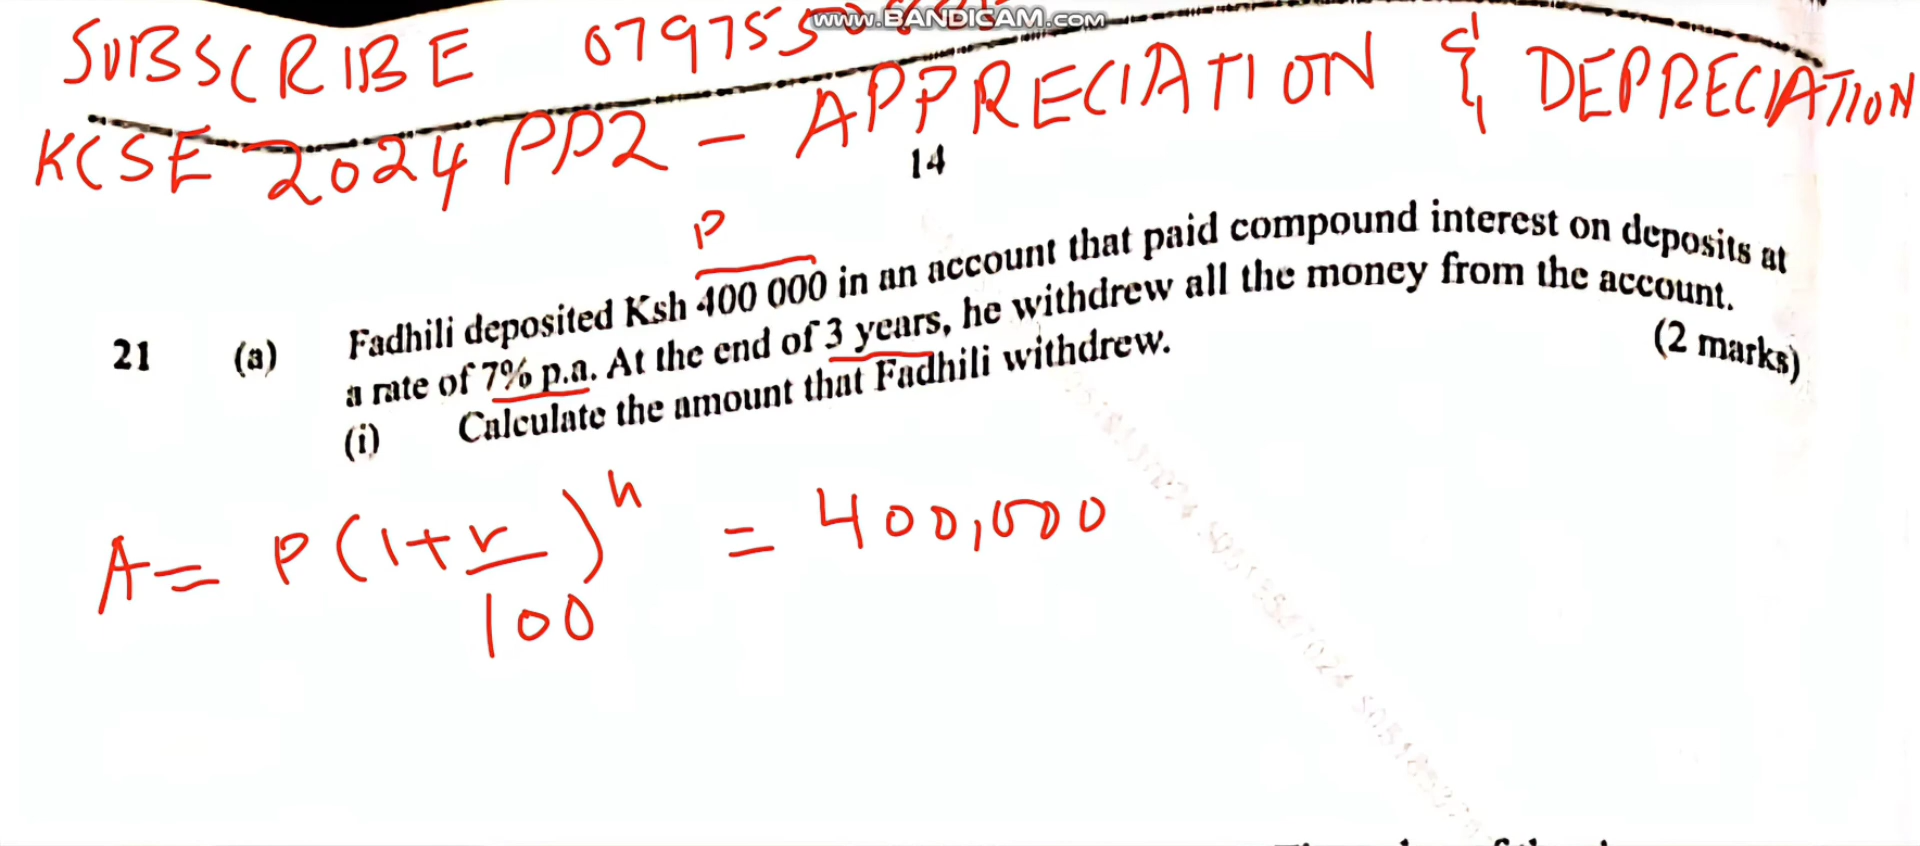 www.BANDICAM.COM
SUBSCRIBE
KCSE 2024 PP2 - APPRECIATION & DEPRECIATION
14
P
21 (a) Fadhili deposited Ksh 400 000 in an account that paid compound interest on deposits at
a rate of 7% p.a. At the end of 3 years, he withdrew all the money from the account.
(i) Calculate the amount that Fadhili withdrew. (2 marks)
A = P(1+r/100)^n = 400,000